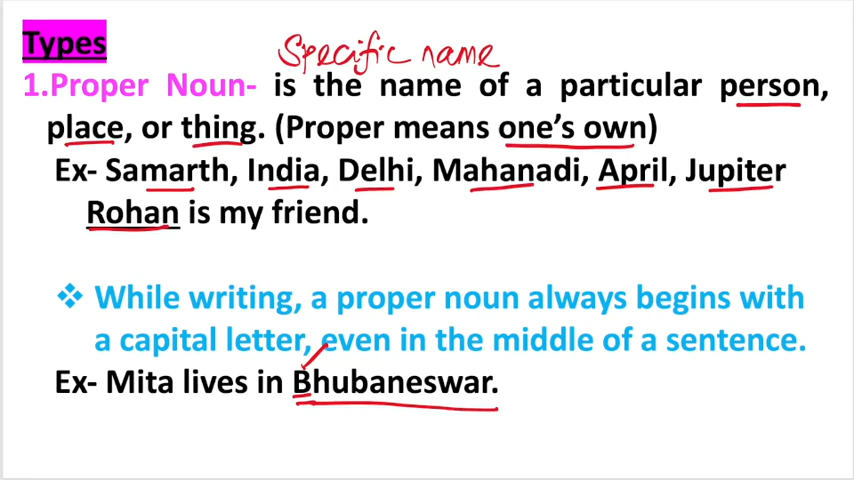 Types
Specific name
1.Proper Noun- is the name of a particular person,
place, or thing. (Proper means one's own)
Ex- Samarth, India, Delhi, Mahanadi, April, Jupiter
Rohan is my friend.
❖ While writing, a proper noun always begins with
a capital letter, even in the middle of a sentence.
Ex- Mita lives in Bhubaneswar.